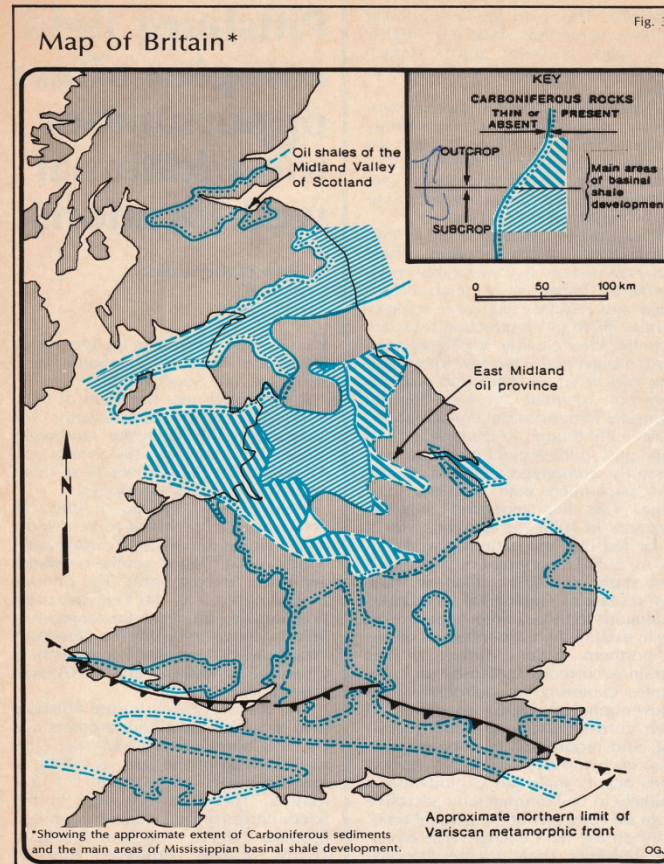 Fig. 3
Map of Britain*
KEY
CARBONIFEROUS ROCKS
THIN or PRESENT
ABSENT
OUTCROP
SUBCROP
Main areas
of basinal
shale
developmen
Oil shales of the
Midland Valley
of Scotland
0 50 100 km
East Midland
oil province
N
Approximate northern limit of
Variscan metamorphic front
*Showing the approximate extent of Carboniferous sediments
and the main areas of Mississippian basinal shale development.
OGJ